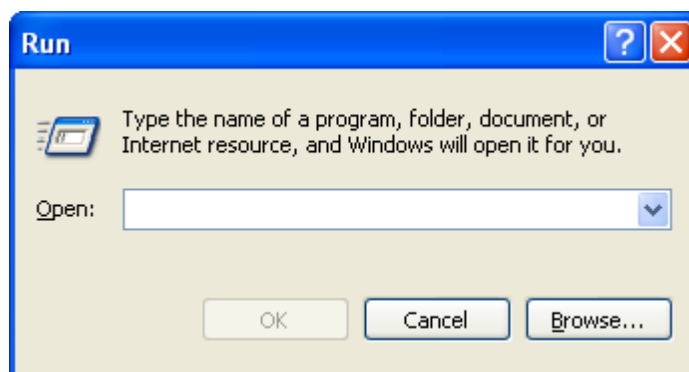 Run
Type the name of a program, folder, document, or
Internet resource, and Windows will open it for you.
Open:
OK Cancel Browse...